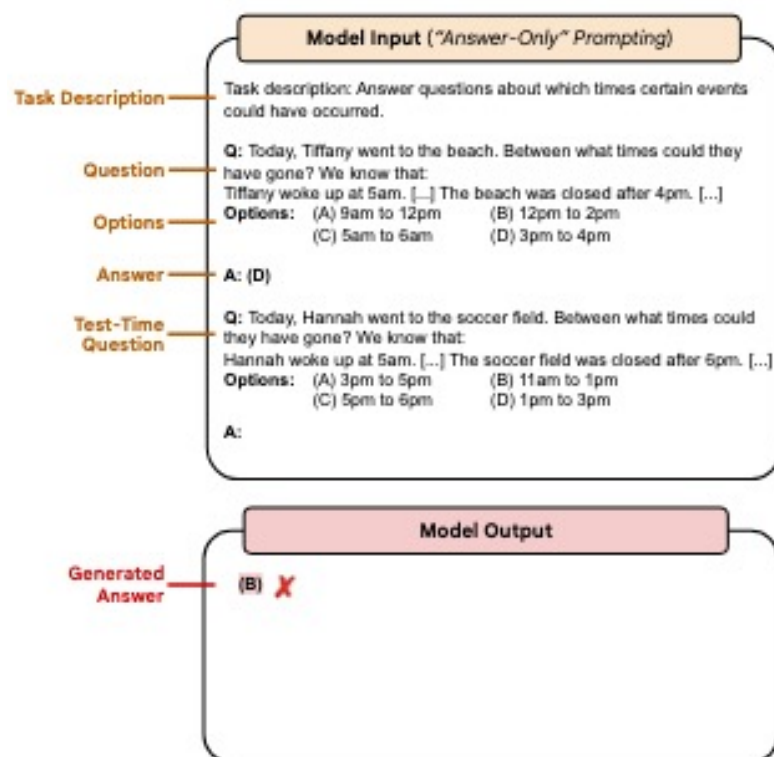 Model Input ("Answer-Only" Prompting)
Task Description
Task description: Answer questions about which times certain events
could have occurred.
Question
Q: Today, Tiffany went to the beach. Between what times could they
have gone? We know that:
Tiffany woke up at 5am. [...] The beach was closed after 4pm. [...]
Options
Options: (A) 9am to 12pm (B) 12pm to 2pm
(C) 5am to 6am (D) 3pm to 4pm
Answer
A: (D)
Test-Time
Question
Q: Today, Hannah went to the soccer field. Between what times could
they have gone? We know that:
Hannah woke up at 5am. [...] The soccer field was closed after 6pm. [...]
Options: (A) 3pm to 5pm (B) 11am to 1pm
(C) 5pm to 6pm (D) 1pm to 3pm
A:
Model Output
Generated
Answer
(B) ✗